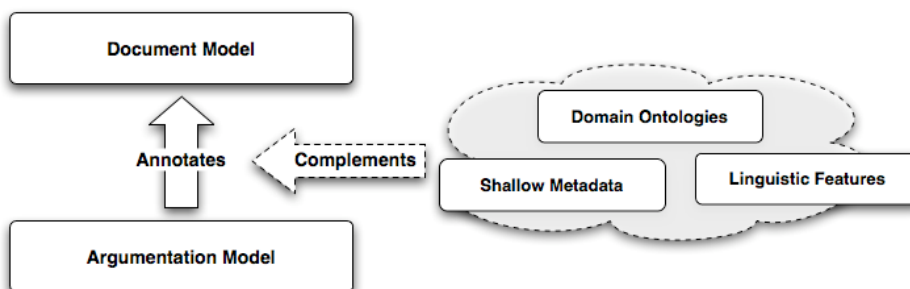 Document Model
Domain Ontologies
Annotates
Complements
Shallow Metadata
Linguistic Features
Argumentation Model